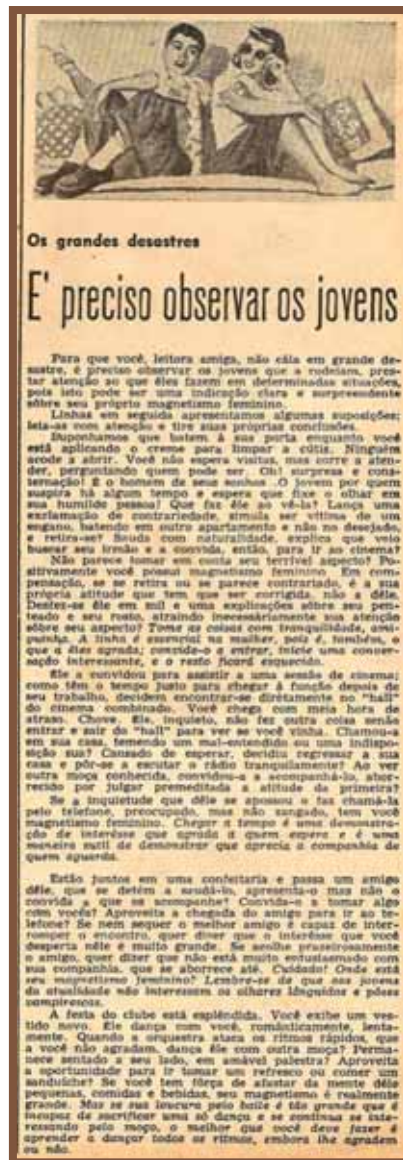 Os grandes desastres
E' preciso observar os jovens
Para que você, leitora amiga, não cáia em grande de-
sastre, é preciso observar os jovens que a rodeiam, pres-
tar atenção ao que êles fazem em determinadas situações,
pois isto pode ser uma indicação clara e surpreendente
sôbre seu próprio magnetismo feminino.
Linhas em seguida apresentamos algumas suposições;
leia-as com atenção e tire suas próprias conclusões.
Suponhamos que batem à sua porta enquanto você
está aplicando o creme para limpar a cútis. Ninguém
acode a abrir. Você não espera visitas, mas corre a aten-
der, perguntando quem pode ser. Oh! surpresa e cons-
ternação! É o homem de seus sonhos. O jovem por quem
suspira há algum tempo e espera que fixe o olhar em
sua humilde pessoa! Que faz êle ao vê-la? Lança uma
exclamação de contrariedade, simula ser vítima de um
engano, batendo em outro apartamento e não no desejado,
e retira-se? Saúda com naturalidade, explica que veio
buscar seu irmão e a convida, então, para ir ao cinema?
Não parece tomar em conta seu terrível aspecto? Po-
sitivamente você possui magnetismo feminino. Em com-
pensação, se se retira ou se parece contrariado, é a sua
própria atitude que tem que ser corrigida, não a dêle.
Desfez-se êle em mil e uma explicações sôbre seu pen-
teado e seu rosto, atraindo inecessàriamente sua atenção
sôbre seu aspecto? Tome as coisas com tranquilidade, ami-
guinha. A linha é essencial na mulher, pois é, também, o
que a êles agrada; convide-o a entrar, inicie uma conver-
sação interessante, e o resto ficará esquecido.
Êle a convidou para assistir a uma sessão de cinema;
como têm o tempo justo para chegar à função depois de
seu trabalho, decidem encontrar-se diretamente no "hall"
do cinema combinado. Você chega com meia hora de
atraso. Chove. Êle, inquieto, não fez outra coisa senão
entrar e sair do "hall" para ver se você vinha. Chamou-a
em sua casa, temendo um mal-entendido ou uma indispo-
sição sua? Cansado de esperar, decidiu regressar a sua
casa e pôr-se a escutar o rádio tranquilamente? Ao ver
outra moça conhecida, convidou-a a acompanhá-lo, abor-
recido por julgar premeditada a atitude da primeira?
Se a inquietude que dêle se apossou o faz chamá-la
pelo telefone, preocupado, mas não zangado, tem você
magnetismo feminino. Chegar a tempo é uma demonstra-
ção de interêsse que agrada a quem espera e é uma
maneira sutil de demonstrar que aprecia a companhia de
quem aguarda.
Estão juntos em uma confeitaria e passa um amigo
dêle, que se detém a saudá-lo, apresenta-o mas não o
convida a que se acompanhe? Convida-o a tomar algo
com vocês? Aproveita a chegada do amigo para ir ao te-
lefone? Se nem sequer o melhor amigo é capaz de inter-
romper o encontro, quer dizer que o interêsse que você
desperta nêle é muito grande. Se acolhe prazeirosamente
o amigo, quer dizer que não está muito entusiasmado com
sua companhia, que se aborrece até. Cuidado! Onde está
seu magnetismo feminino? Lembre-se de que aos jovens
da atualidade não interessam os olhares lânguidos e poses
vampirescas.
A festa do clube está esplêndida. Você exibe um ves-
tido novo. Êle dança com você, românticamente, lenta-
mente. Quando a orquestra ataca os ritmos rápidos, que
a você não agradam, dança êle com outra moça? Perma-
nece sentado a seu lado, em amável palestra? Aproveita
a oportunidade para ir tomar um refresco ou comer um
sanduíche? Se você tem fôrça de afastar da mente dêle
pequenas, comidas e bebidas, seu magnetismo é realmente
grande. Mas se sua loucura pelo baile é tão grande que é
incapaz de sacrificar uma só dança e se continua se inte-
ressando pelo moço, o melhor que você deve fazer é
aprender a dançar todos os ritmos, embora lhe agradem
ou não.